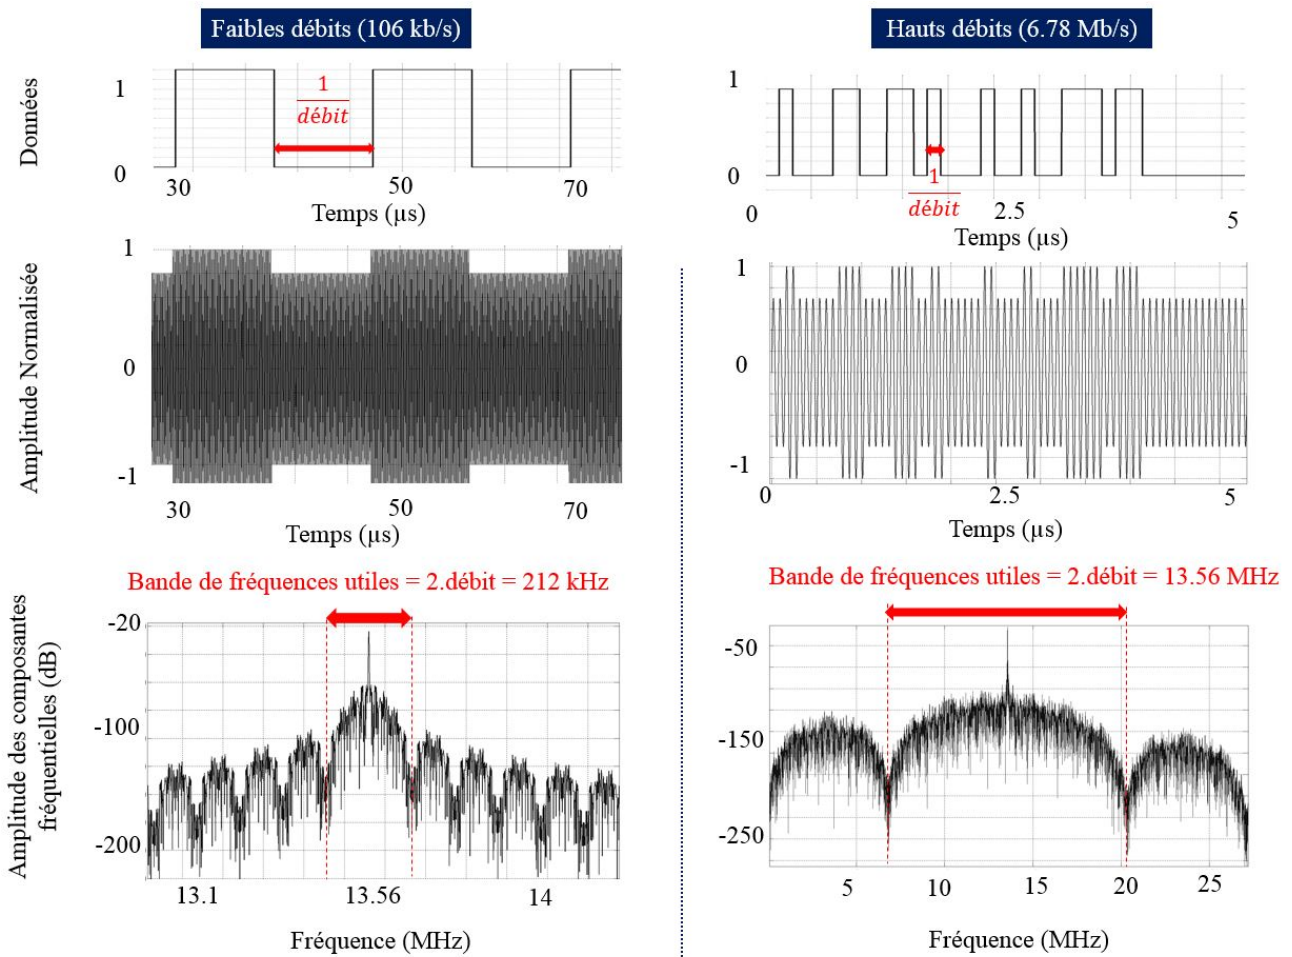 Faibles débits (106 kb/s)
Données
1
0
1
débit
30
50
70
Temps (µs)
Amplitude Normalisée
1
0
-1
30
50
70
Temps (µs)
Bande de fréquences utiles = 2.débit = 212 kHz
Amplitude des composantes
fréquentielles (dB)
-20
-100
-200
13.1
13.56
14
Fréquence (MHz)
Hauts débits (6.78 Mb/s)
1
0
1
débit
0
2.5
5
Temps (µs)
1
0
-1
0
2.5
5
Temps (µs)
Bande de fréquences utiles = 2.débit = 13.56 MHz
-50
-150
-250
5
10
15
20
25
Fréquence (MHz)